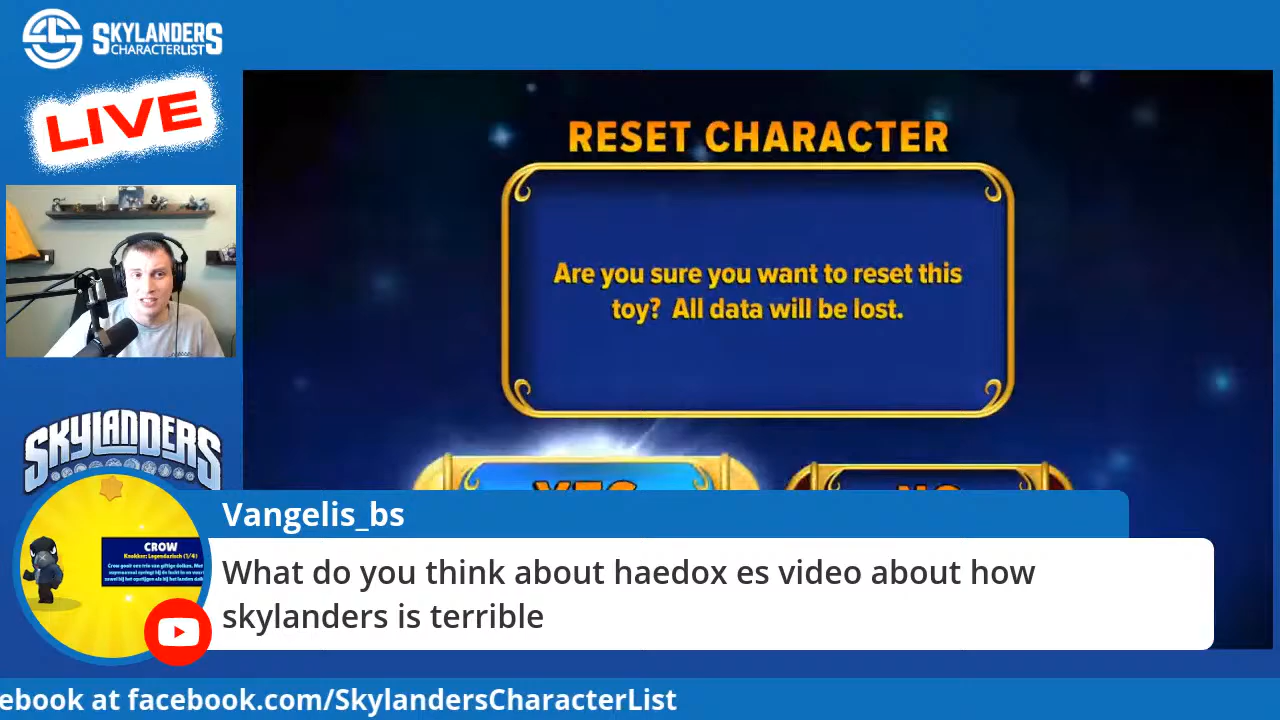 SKYLANDERS
CHARACTERLIST
LIVE
RESET CHARACTER
Are you sure you want to reset this
toy? All data will be lost.
YES
NO
SKYLANDERS
CROW
Vangelis_bs
What do you think about haedox es video about how
skylanders is terrible
ebook at facebook.com/SkylandersCharacterList